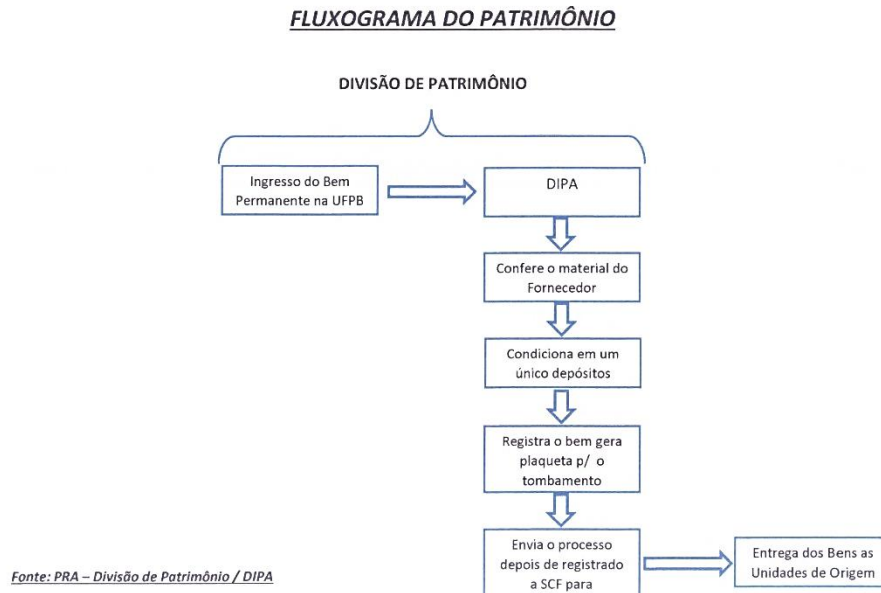 FLUXOGRAMA DO PATRIMÔNIO
DIVISÃO DE PATRIMÔNIO
Ingresso do Bem
Permanente na UFPB
DIPA
Confere o material do
Fornecedor
Condiciona em um
único depósitos
Registra o bem gera
plaqueta p/ o
tombamento
Envia o processo
depois de registrado
a SCF para
Entrega dos Bens as
Unidades de Origem
Fonte: PRA – Divisão de Patrimônio / DIPA